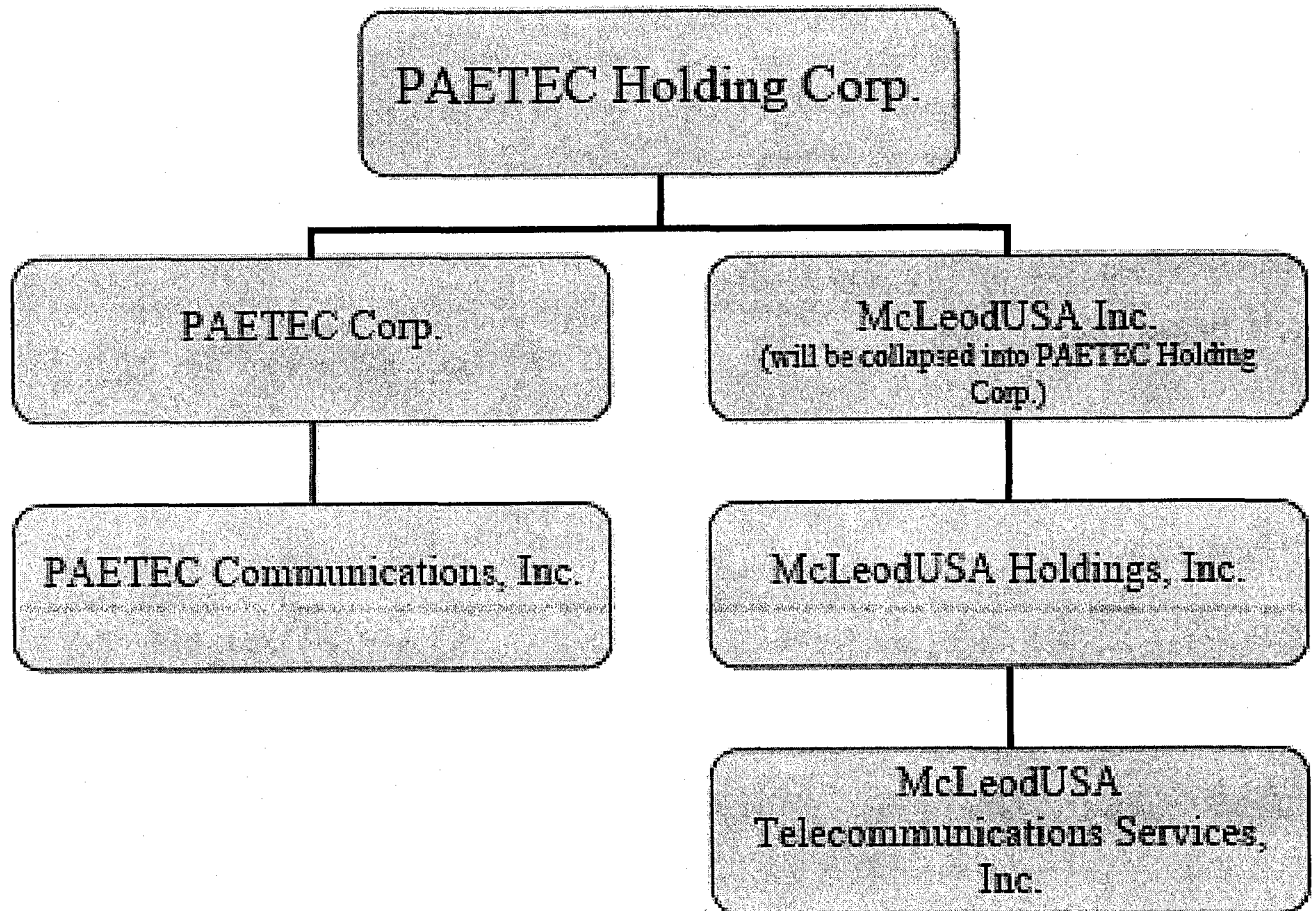 PAETEC Holding Corp.
PAETEC Corp.
McLeodUSA Inc.
(will be collapsed into PAETEC Holding
Corp.)
PAETEC Communications, Inc.
McLeodUSA Holdings, Inc.
McLeodUSA
Telecommunications Services,
Inc.